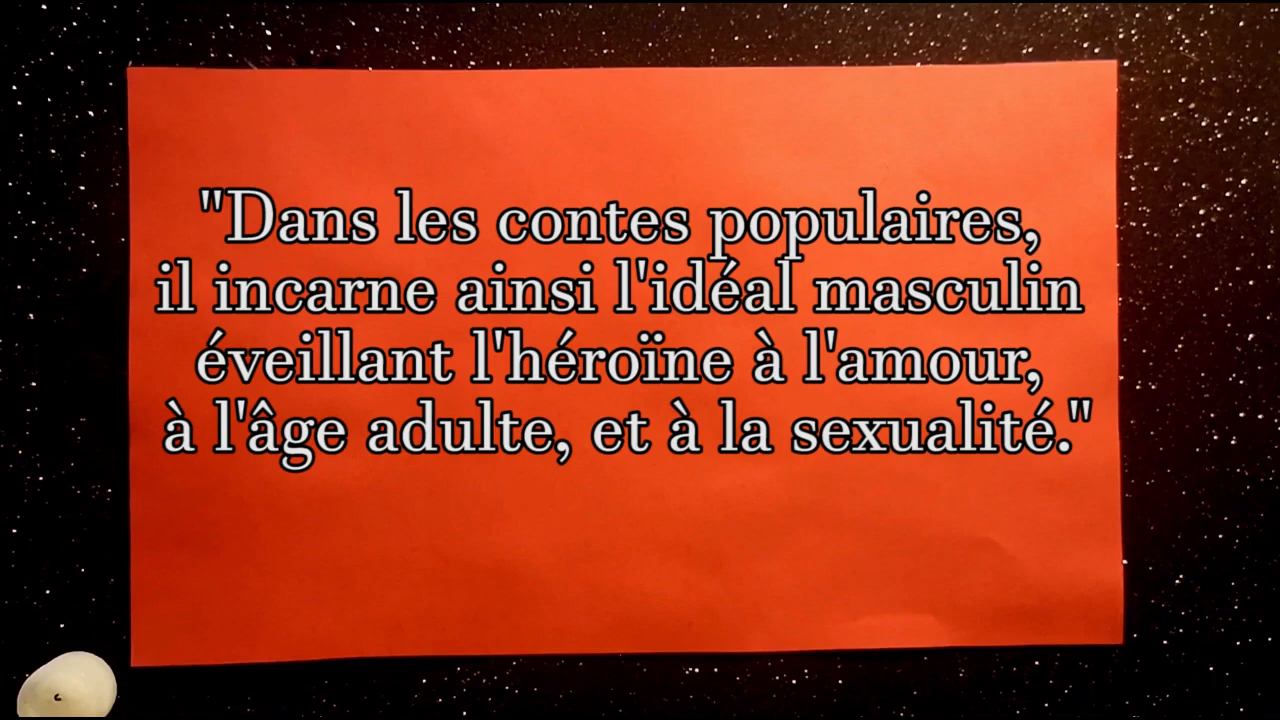 "Dans les contes populaires,
il incarne ainsi l'idéal masculin
éveillant l'héroïne à l'amour,
à l'âge adulte, et à la sexualité."